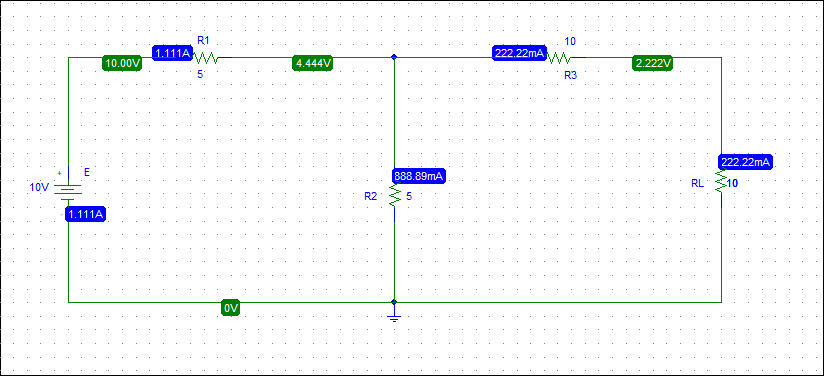 R1
10
1.111A
222.22mA
10.00V
4.444V
2.222V
5
R3
222.22mA
+
E
888.89mA
10V
RL
10
R2
5
1.111A
0V